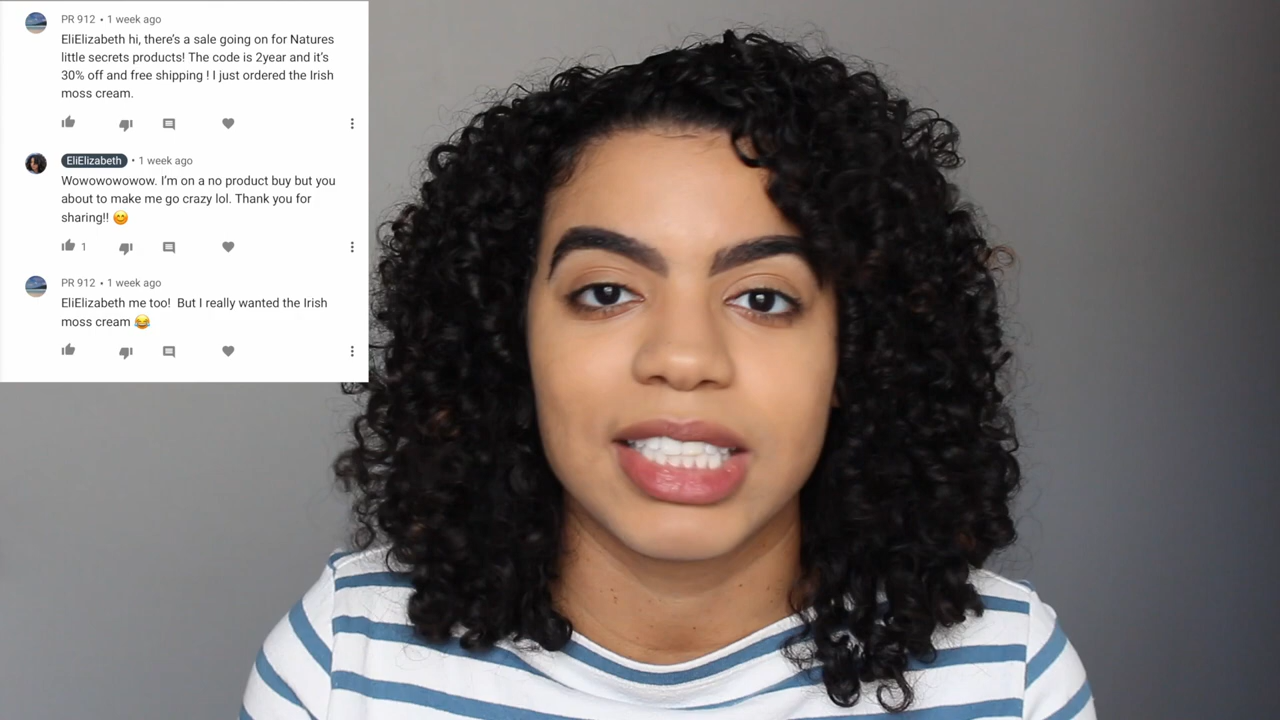 PR 912 • 1 week ago
EliElizabeth hi, there's a sale going on for Natures
little secrets products! The code is 2year and it's
30% off and free shipping ! I just ordered the Irish
moss cream.
EliElizabeth • 1 week ago
Wowowowowow. I'm on a no product buy but you
about to make me go crazy lol. Thank you for
sharing!! 😊
1
PR 912 • 1 week ago
EliElizabeth me too!  But I really wanted the Irish
moss cream 😂